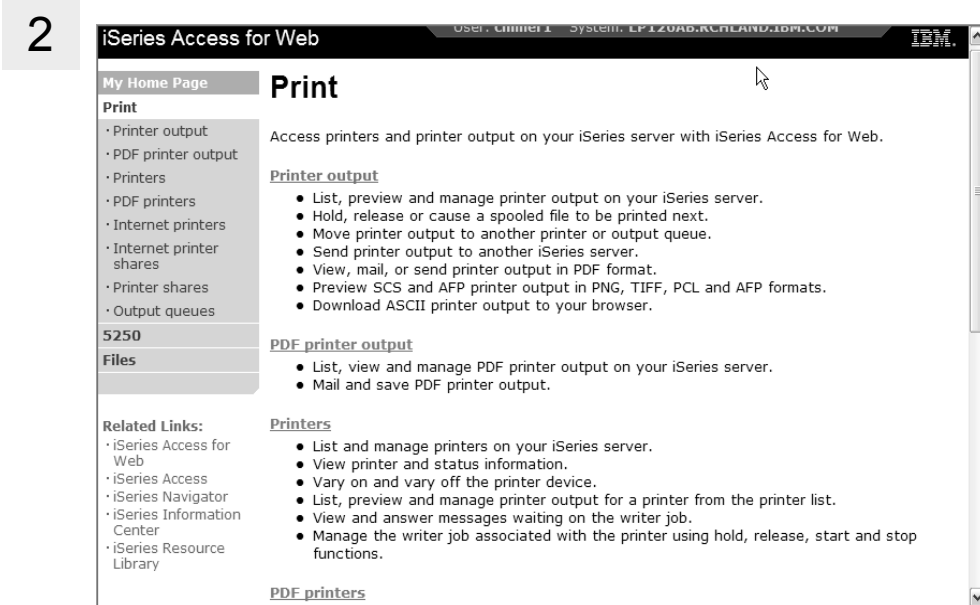 2
iSeries Access for Web
User: chiliter1 System: LP126AB.RCHLAND.IBM.COM
IBM.
My Home Page
Print
· Printer output
· PDF printer output
· Printers
· PDF printers
· Internet printers
· Internet printer
shares
· Printer shares
· Output queues
5250
Files
Related Links:
· iSeries Access for
Web
· iSeries Access
· iSeries Navigator
· iSeries Information
Center
· iSeries Resource
Library
Print
Access printers and printer output on your iSeries server with iSeries Access for Web.
Printer output
● List, preview and manage printer output on your iSeries server.
● Hold, release or cause a spooled file to be printed next.
● Move printer output to another printer or output queue.
● Send printer output to another iSeries server.
● View, mail, or send printer output in PDF format.
● Preview SCS and AFP printer output in PNG, TIFF, PCL and AFP formats.
● Download ASCII printer output to your browser.
PDF printer output
● List, view and manage PDF printer output on your iSeries server.
● Mail and save PDF printer output.
Printers
● List and manage printers on your iSeries server.
● View printer and status information.
● Vary on and vary off the printer device.
● List, preview and manage printer output for a printer from the printer list.
● View and answer messages waiting on the writer job.
● Manage the writer job associated with the printer using hold, release, start and stop
functions.
PDF printers